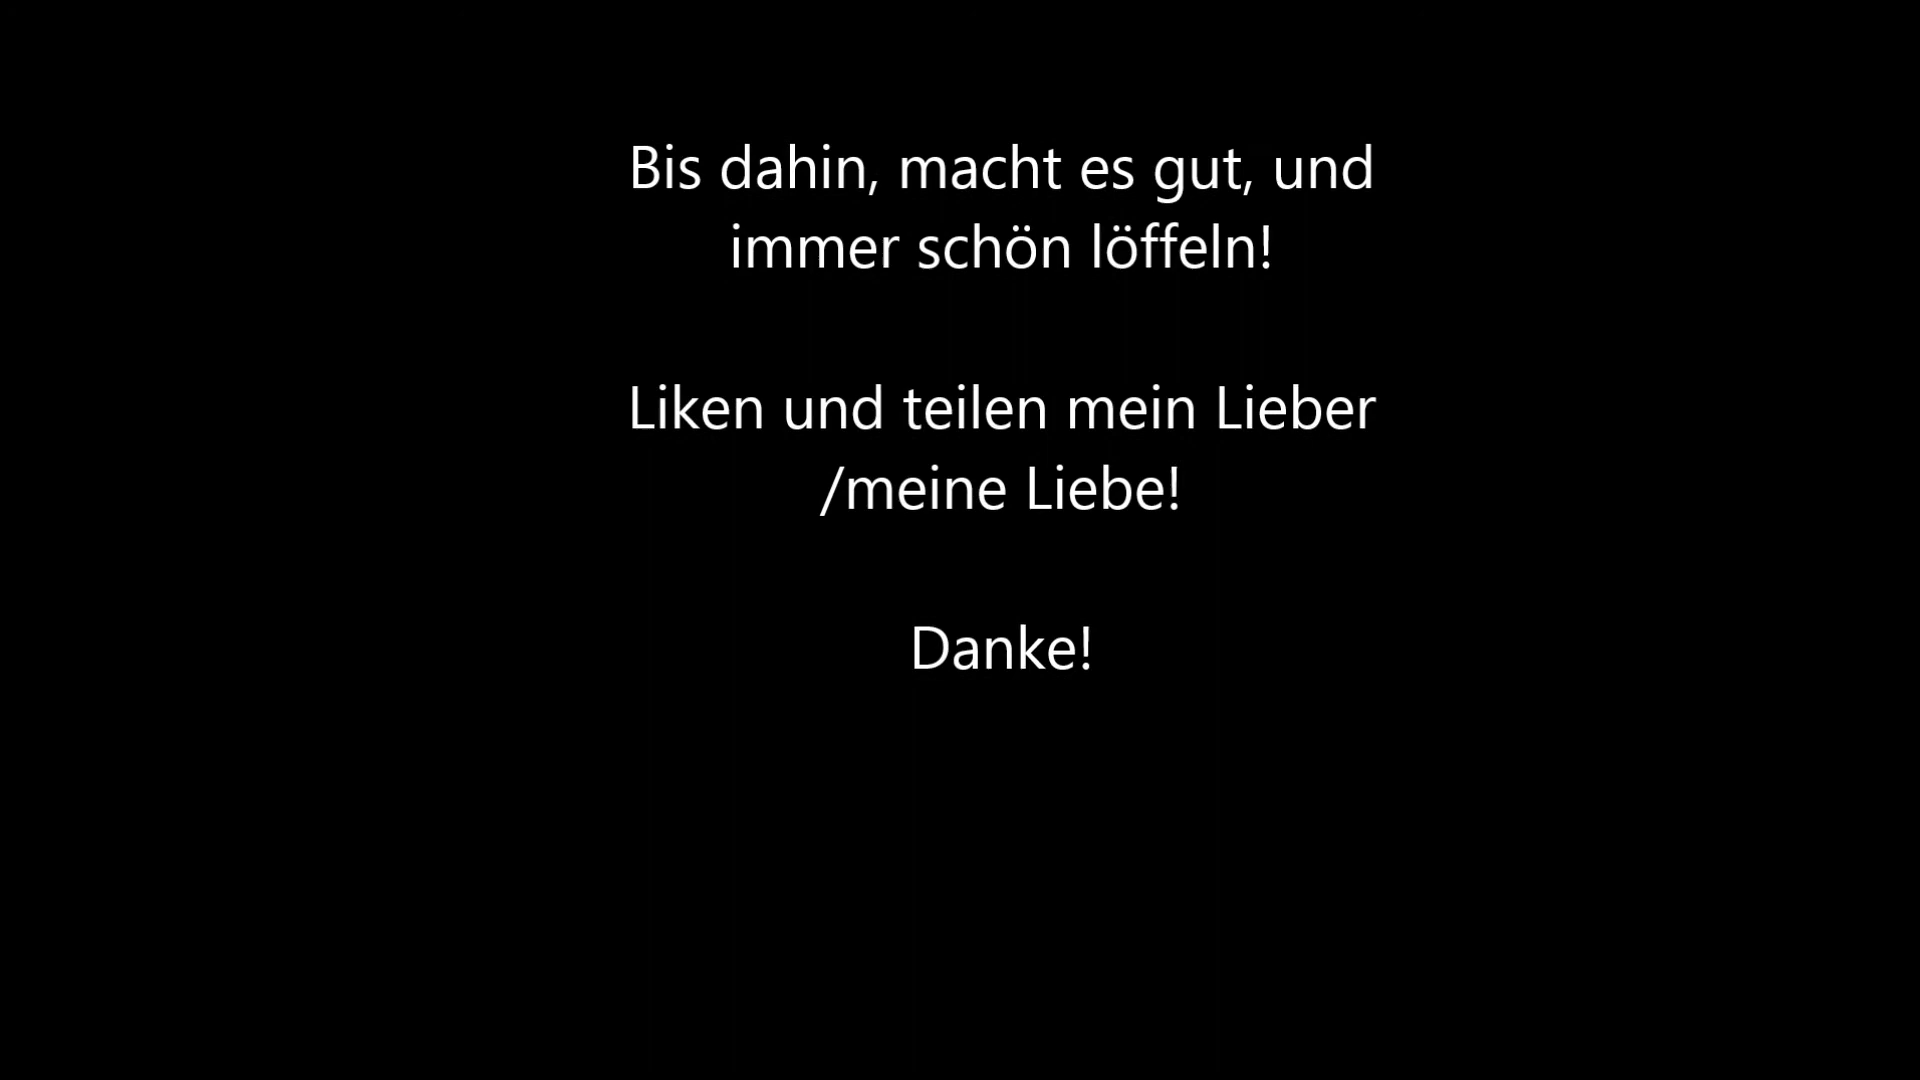 Bis dahin, macht es gut, und
immer schön löffeln!
Liken und teilen mein Lieber
/meine Liebe!
Danke!